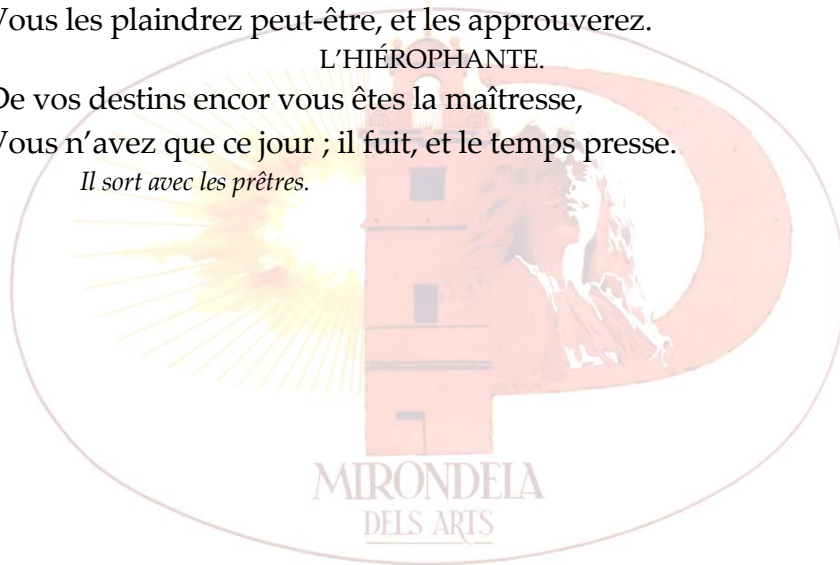 Vous les plaindrez peut-être, et les approuverez.
L’HIÉROPHANTE.
De vos destins encor vous êtes la maîtresse,
Vous n’avez que ce jour ; il fuit, et le temps presse.
Il sort avec les prêtres.
MIRONDELA
DELS ARTS